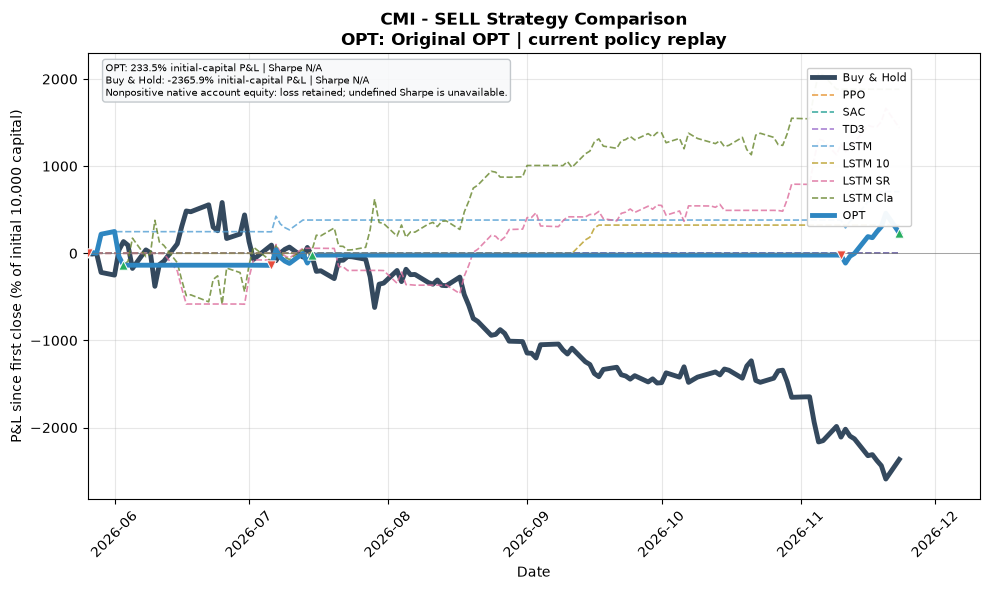 CMI - SELL Strategy Comparison
OPT: Original OPT | current policy replay
OPT: 233.5% initial-capital P&L | Sharpe N/A
Buy & Hold: -2365.9% initial-capital P&L | Sharpe N/A
Nonpositive native account equity: loss retained; undefined Sharpe is unavailable.
Buy & Hold
PPO
SAC
TD3
LSTM
LSTM 10
LSTM SR
LSTM Cla
OPT
P&L since first close (% of initial 10,000 capital)
2000
1000
0
−1000
−2000
2026-06
2026-07
2026-08
2026-09
2026-10
2026-11
2026-12
Date